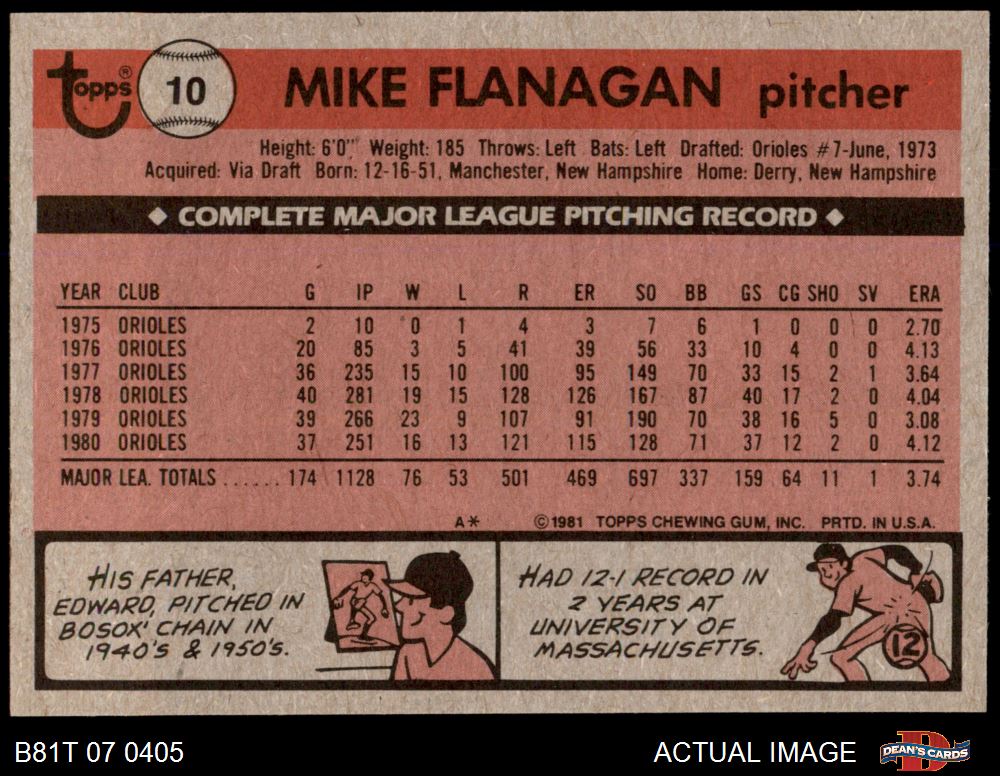 Topps® 10 MIKE FLANAGAN pitcher
Height: 6'0" Weight: 185 Throws: Left Bats: Left Drafted: Orioles #7-June, 1973
Acquired: Via Draft Born: 12-16-51, Manchester, New Hampshire Home: Derry, New Hampshire
◆ COMPLETE MAJOR LEAGUE PITCHING RECORD ◆
YEAR CLUB G IP W L R ER SO BB GS CG SHO SV ERA
1975 ORIOLES 2 10 0 1 4 3 7 6 1 0 0 0 2.70
1976 ORIOLES 20 85 3 5 41 39 56 33 10 4 0 0 4.13
1977 ORIOLES 36 235 15 10 100 95 149 70 33 15 2 1 3.64
1978 ORIOLES 40 281 19 15 128 126 167 87 40 17 2 0 4.04
1979 ORIOLES 39 266 23 9 107 91 190 70 38 16 5 0 3.08
1980 ORIOLES 37 251 16 13 121 115 128 71 37 12 2 0 4.12
MAJOR LEA. TOTALS ...... 174 1128 76 53 501 469 697 337 159 64 11 1 3.74
A* ©1981 TOPPS CHEWING GUM, INC. PRTD. IN U.S.A.
HIS FATHER,
EDWARD, PITCHED IN
BOSOX' CHAIN IN
1940'S & 1950'S.
HAD 12-1 RECORD IN
2 YEARS AT
UNIVERSITY OF
MASSACHUSETTS.
12
B81T 07 0405 ACTUAL IMAGE DEAN'S CARDS